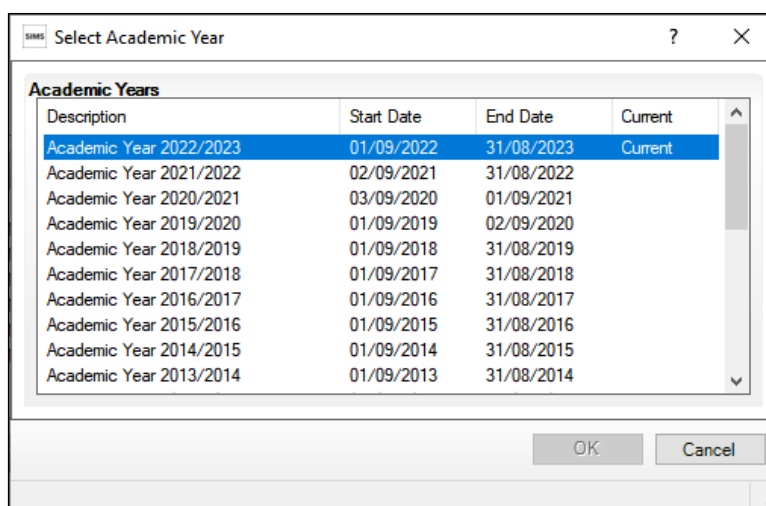 SIMS Select Academic Year ?
Academic Years
Description Start Date End Date Current
Academic Year 2022/2023 01/09/2022 31/08/2023 Current
Academic Year 2021/2022 02/09/2021 31/08/2022
Academic Year 2020/2021 03/09/2020 01/09/2021
Academic Year 2019/2020 01/09/2019 02/09/2020
Academic Year 2018/2019 01/09/2018 31/08/2019
Academic Year 2017/2018 01/09/2017 31/08/2018
Academic Year 2016/2017 01/09/2016 31/08/2017
Academic Year 2015/2016 01/09/2015 31/08/2016
Academic Year 2014/2015 01/09/2014 31/08/2015
Academic Year 2013/2014 01/09/2013 31/08/2014
OK Cancel